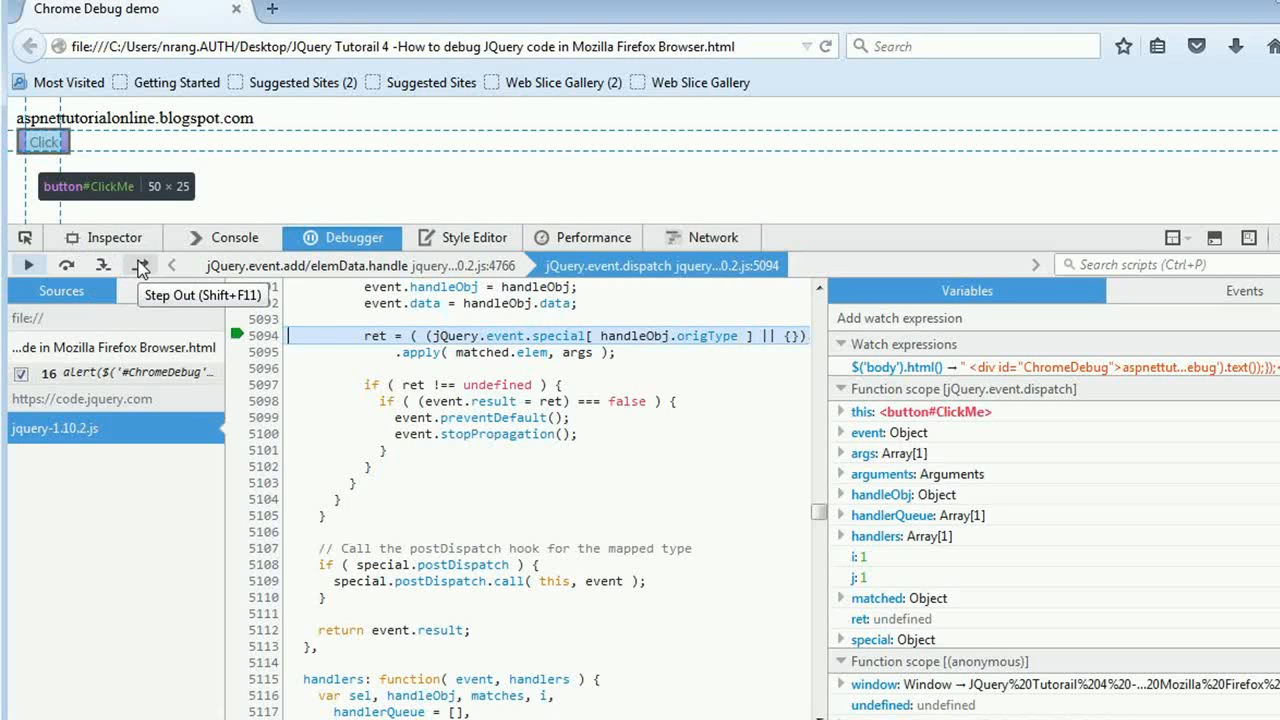 Chrome Debug demo
file:///C:/Users/nrang.AUTH/Desktop/JQuery Tutorail 4 -How to debug JQuery code in Mozilla Firefox Browser.html
Search
Most Visited Getting Started Suggested Sites (2) Suggested Sites Web Slice Gallery (2) Web Slice Gallery
aspnettutorialonline.blogspot.com
Click
button#ClickMe 50 × 25
Inspector Console Debugger Style Editor Performance Network
jQuery.event.add/elemData.handle jquery...0.2.js:4766 jQuery.event.dispatch jquery...0.2.js:5094 Search scripts (Ctrl+P)
Step Out (Shift+F11)
Sources
file://
...de in Mozilla Firefox Browser.html
16 alert($('#ChromeDebug'...
https://code.jquery.com
jquery-1.10.2.js
event.handleObj = handleObj;
5092 event.data = handleObj.data;
5093
5094 ret = ( (jQuery.event.special[ handleObj.origType ] || {})
5095 .apply( matched.elem, args );
5096
5097 if ( ret !== undefined ) {
5098 if ( (event.result = ret) === false ) {
5099 event.preventDefault();
5100 event.stopPropagation();
5101 }
5102 }
5103 }
5104 }
5105 }
5106
5107 // Call the postDispatch hook for the mapped type
5108 if ( special.postDispatch ) {
5109 special.postDispatch.call( this, event );
5110 }
5111
5112 return event.result;
5113 },
5114
5115 handlers: function( event, handlers ) {
5116 var sel, handleObj, matches, i,
5117 handlerQueue = [],
Variables Events
Add watch expression
Watch expressions
$('body').html() → " <div id="ChromeDebug">aspnettut...ebug').text());});
Function scope [jQuery.event.dispatch]
this: <button#ClickMe>
event: Object
args: Array[1]
arguments: Arguments
handleObj: Object
handlerQueue: Array[1]
handlers: Array[1]
i: 1
j: 1
matched: Object
ret: undefined
special: Object
Function scope [(anonymous)]
window: Window → JQuery%20Tutorail%204%20-...20Mozilla%20Firefox%2
undefined: undefined